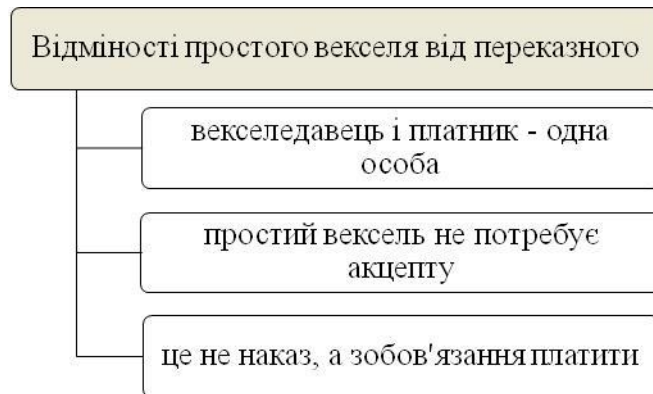 Відміності простого векселя від переказного
векселедавець і платник - одна
особа
простий вексель не потребує
акцепту
це не наказ, а зобов'язання платити